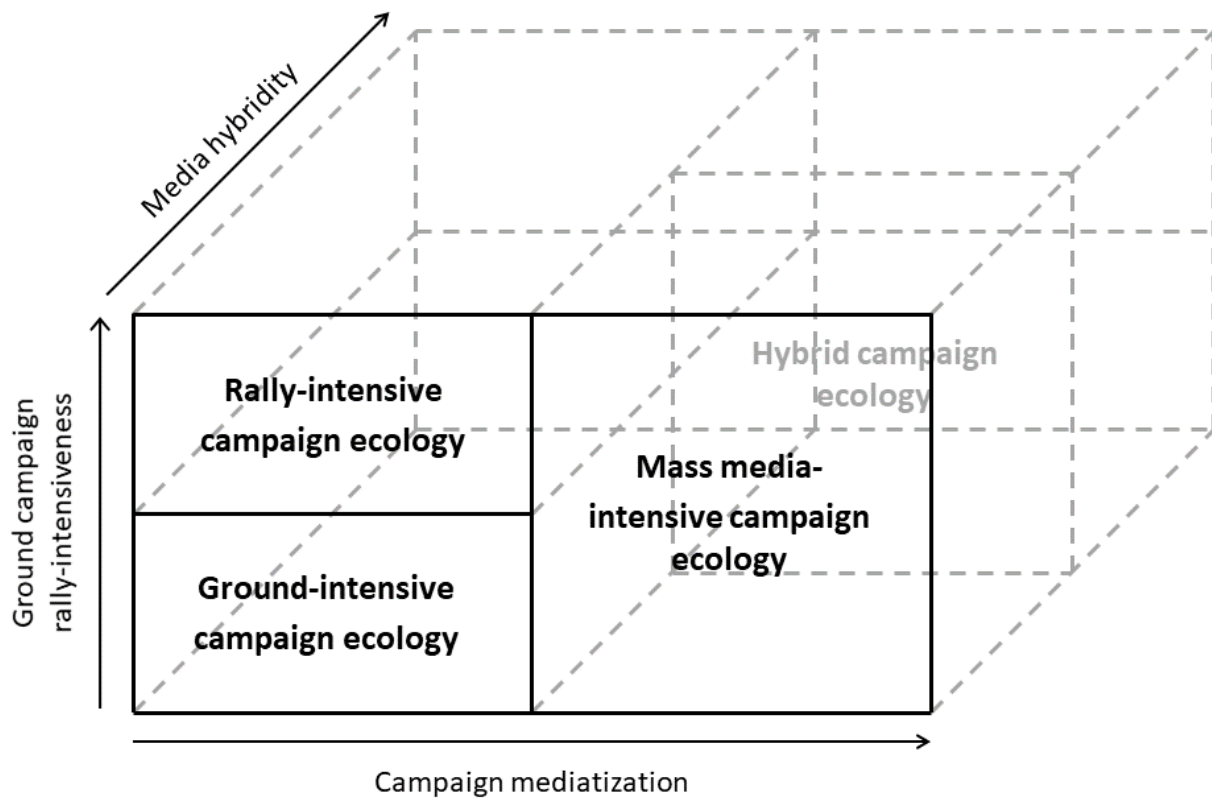 Media hybridity
Ground campaign
rally-intensiveness
Rally-intensive
campaign ecology
Ground-intensive
campaign ecology
Hybrid campaign
ecology
Mass media-
intensive campaign
ecology
Campaign mediatization